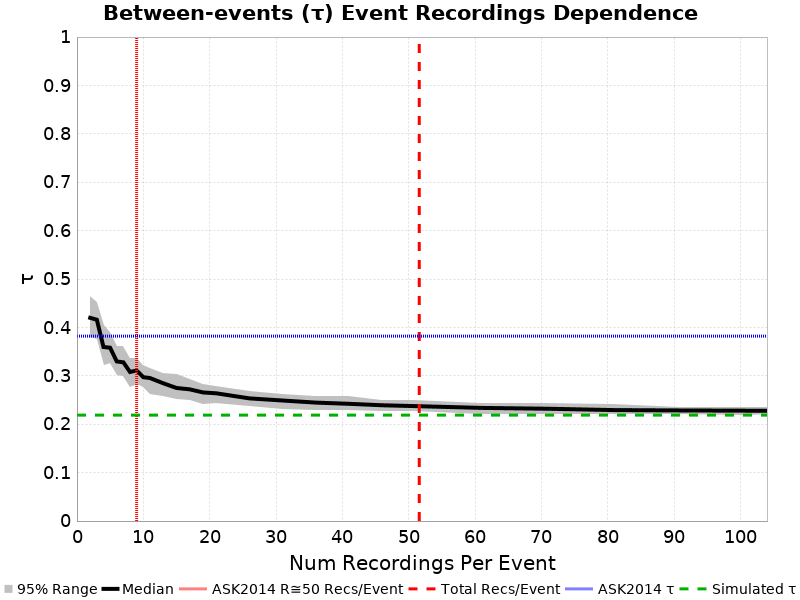 Between-events (τ) Event Recordings Dependence
1
0.9
0.8
0.7
0.6
0.5
0.4
0.3
0.2
0.1
0
τ
0 10 20 30 40 50 60 70 80 90 100
Num Recordings Per Event
95% Range Median ASK2014 R≅50 Recs/Event Total Recs/Event ASK2014 τ Simulated τ